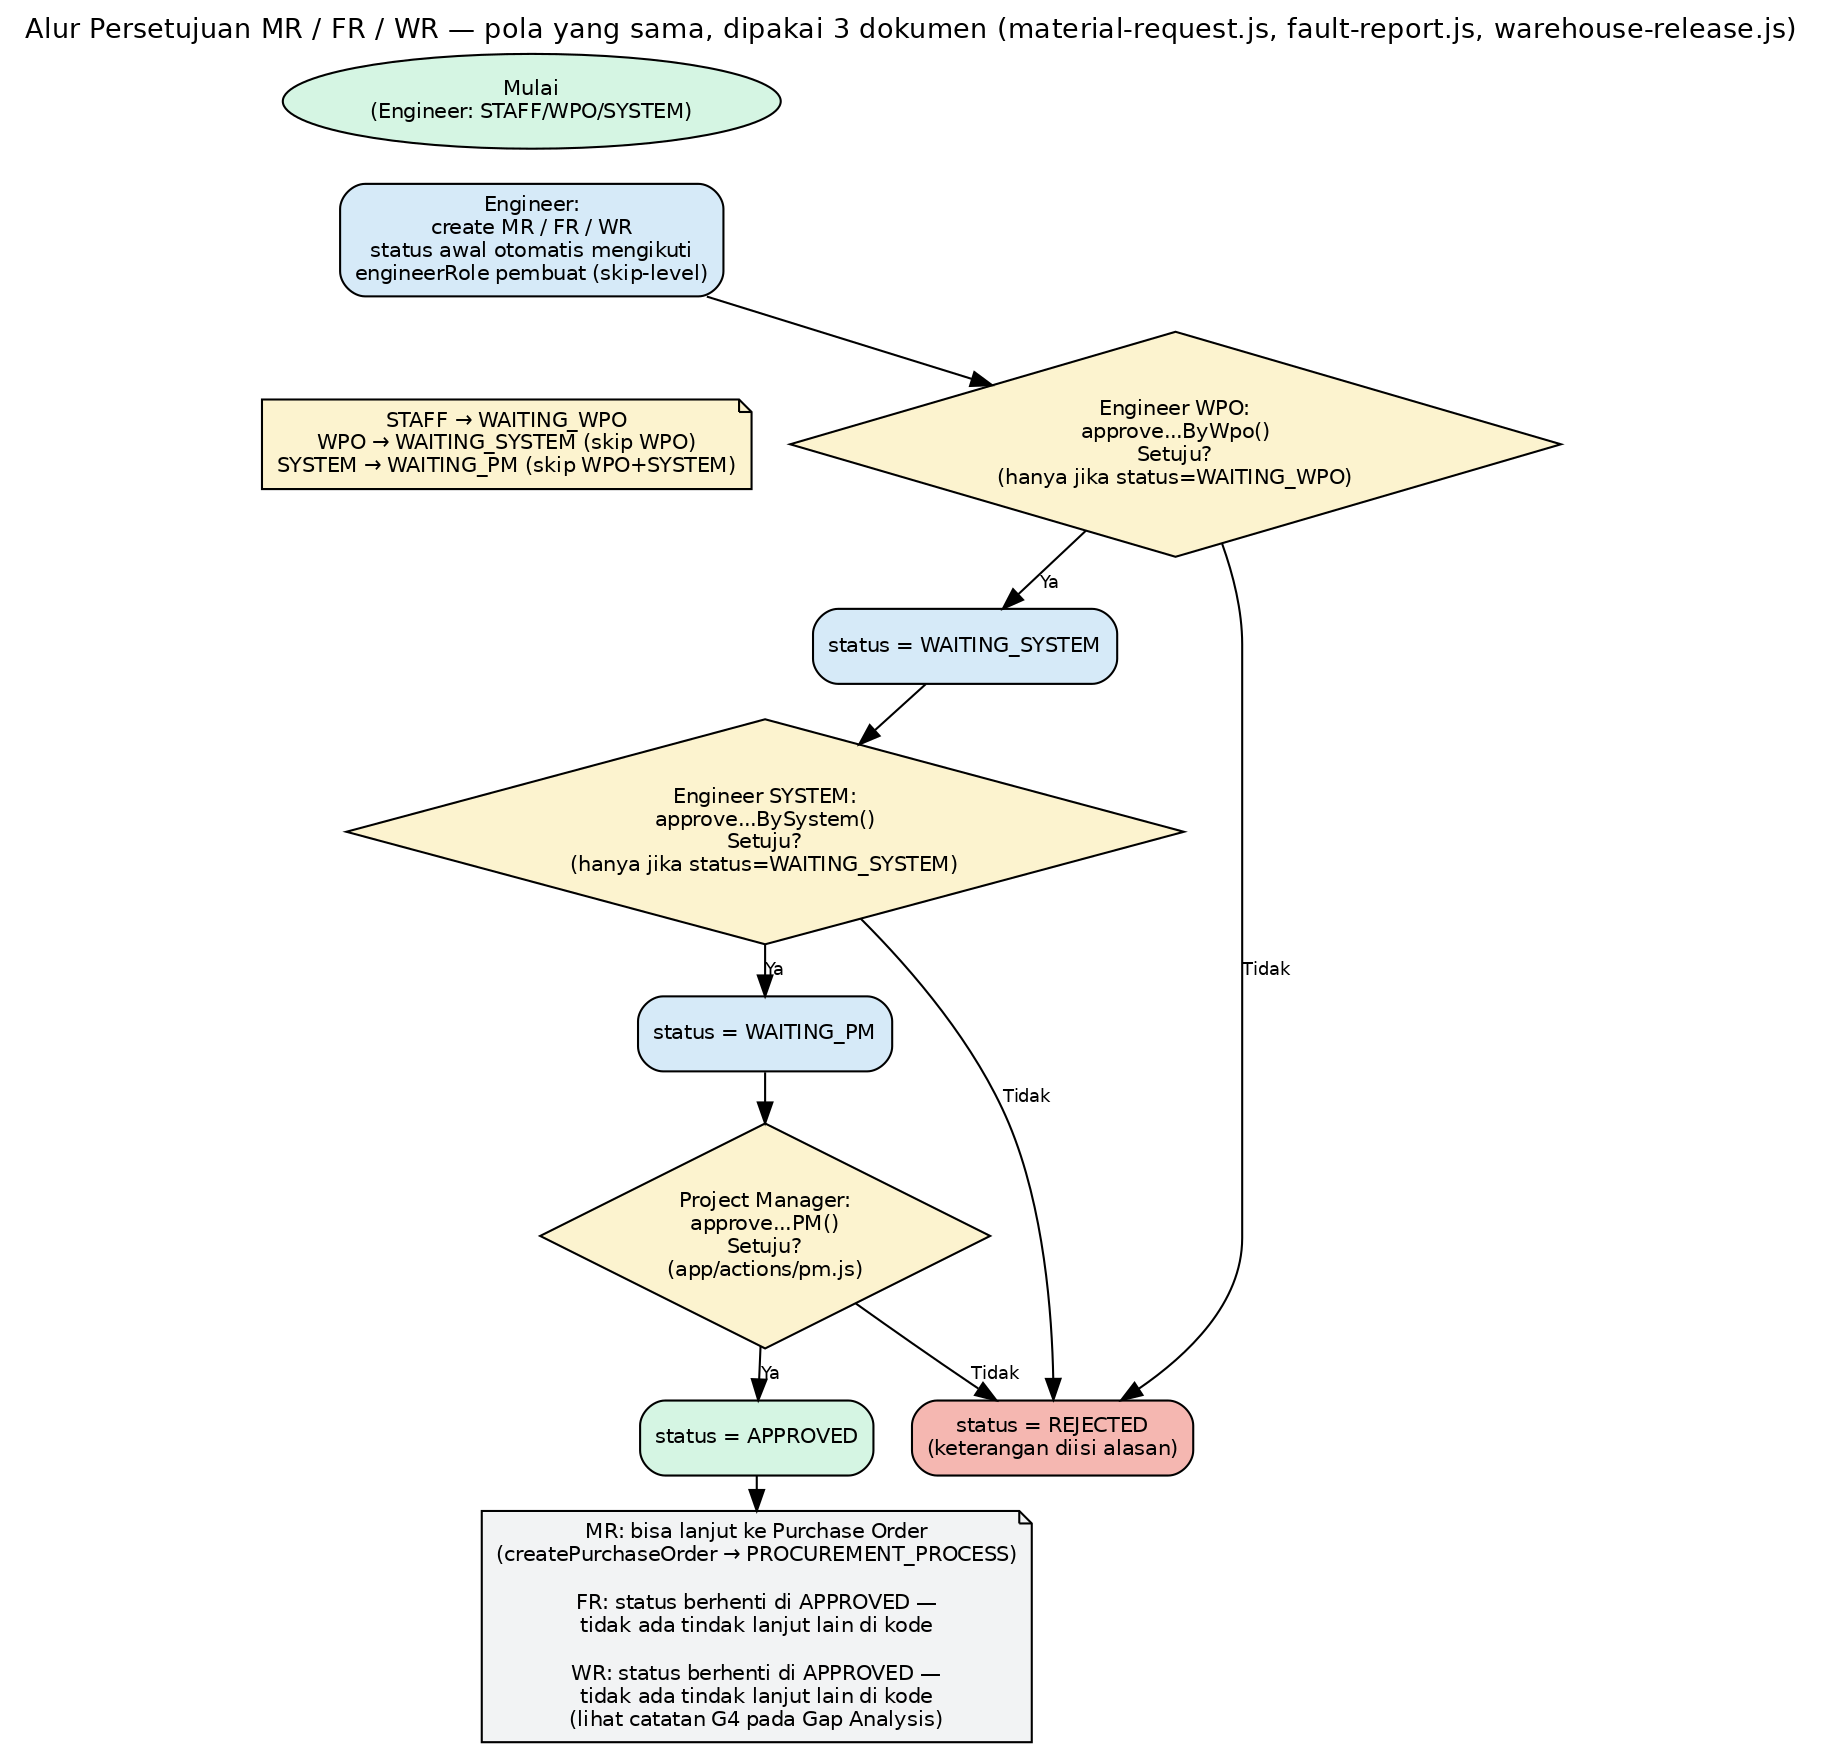 Alur Persetujuan MR / FR / WR — pola yang sama, dipakai 3 dokumen (material-request.js, fault-report.js, warehouse-release.js)
Mulai
(Engineer: STAFF/WPO/SYSTEM)
Engineer:
create MR / FR / WR
status awal otomatis mengikuti
engineerRole pembuat (skip-level)
STAFF → WAITING_WPO
WPO → WAITING_SYSTEM (skip WPO)
SYSTEM → WAITING_PM (skip WPO+SYSTEM)
Engineer WPO:
approve...ByWpo()
Setuju?
(hanya jika status=WAITING_WPO)
Ya
status = WAITING_SYSTEM
Engineer SYSTEM:
approve...BySystem()
Setuju?
(hanya jika status=WAITING_SYSTEM)
Ya
Tidak
status = WAITING_PM
Tidak
Project Manager:
approve...PM()
Setuju?
(app/actions/pm.js)
Ya
Tidak
status = APPROVED
status = REJECTED
(keterangan diisi alasan)
MR: bisa lanjut ke Purchase Order
(createPurchaseOrder → PROCUREMENT_PROCESS)
FR: status berhenti di APPROVED —
tidak ada tindak lanjut lain di kode
WR: status berhenti di APPROVED —
tidak ada tindak lanjut lain di kode
(lihat catatan G4 pada Gap Analysis)